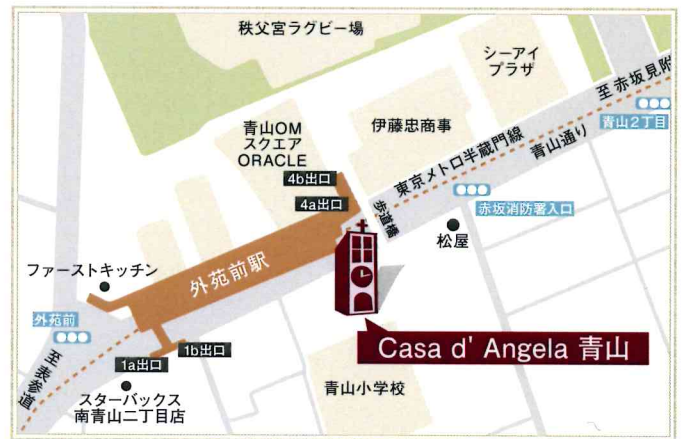 秩父宮ラグビー場
シーアイ
プラザ
至赤坂見附
青山2丁目
伊藤忠商事
青山OM
スクエア
ORACLE
東京メトロ半蔵門線
青山通り
4b出口
4a出口
歩道橋
赤坂消防署入口
松屋
外苑前駅
ファーストキッチン
外苑前
Casa d' Angela 青山
1b出口
1a出口
至表参道
青山小学校
スターバックス
南青山二丁目店